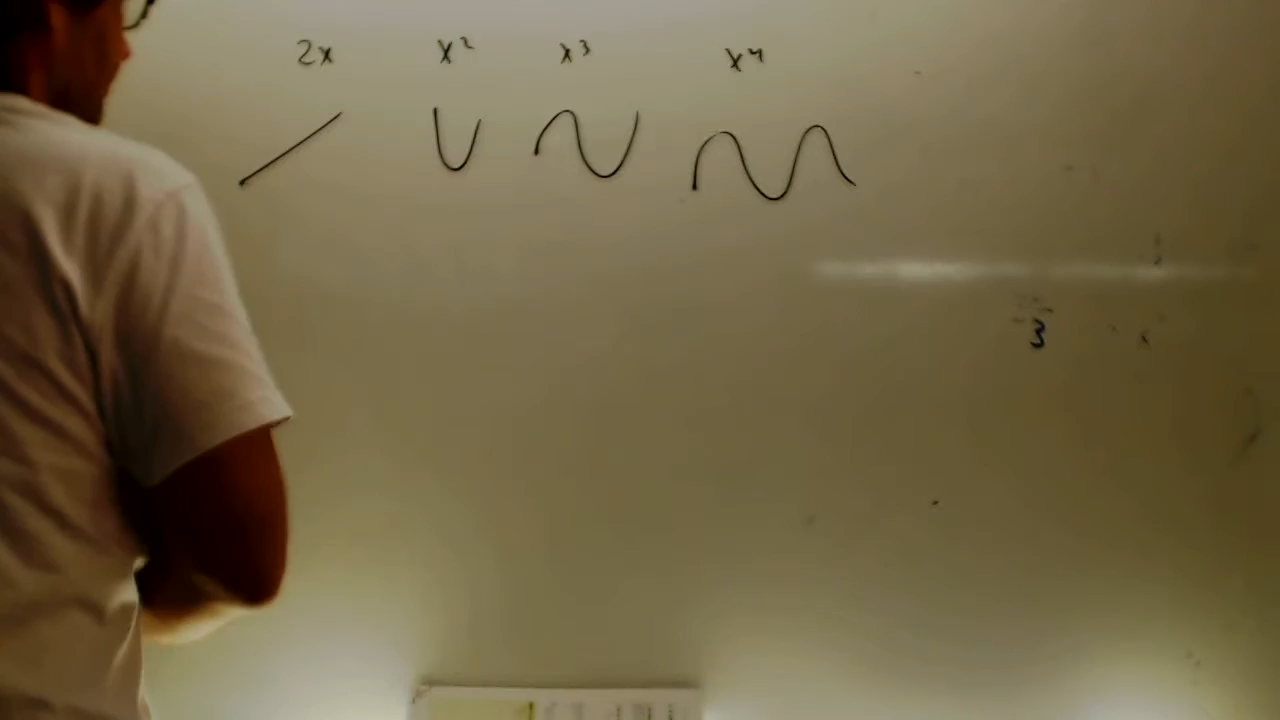 2x x² x³ x⁴
3